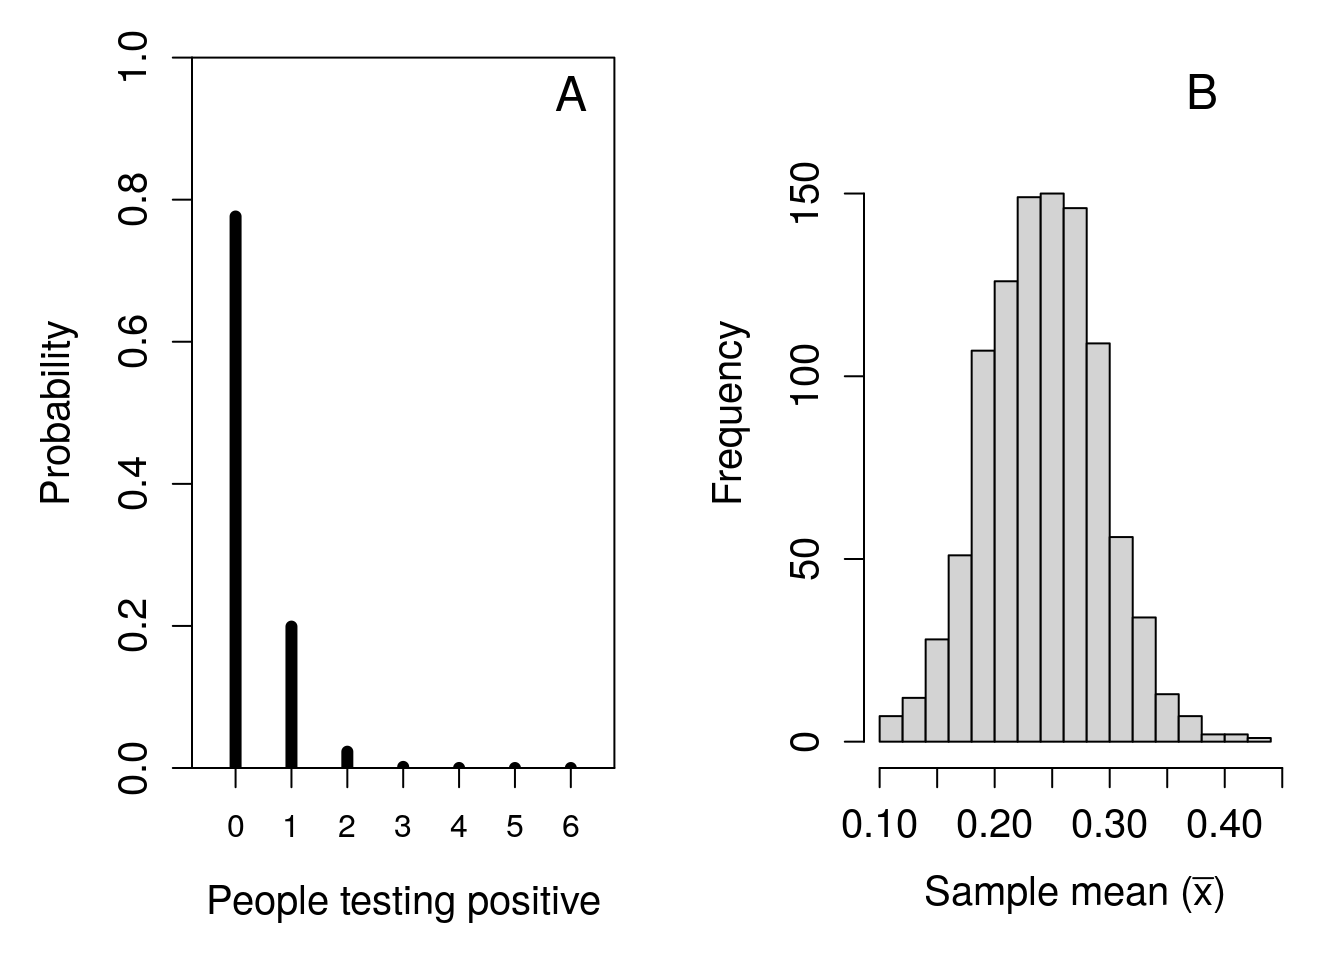 A
1.0
0.8
0.6
0.4
0.2
0.0
Probability
0 1 2 3 4 5 6
People testing positive
B
150
100
50
0
Frequency
0.10 0.20 0.30 0.40
Sample mean (x̅)